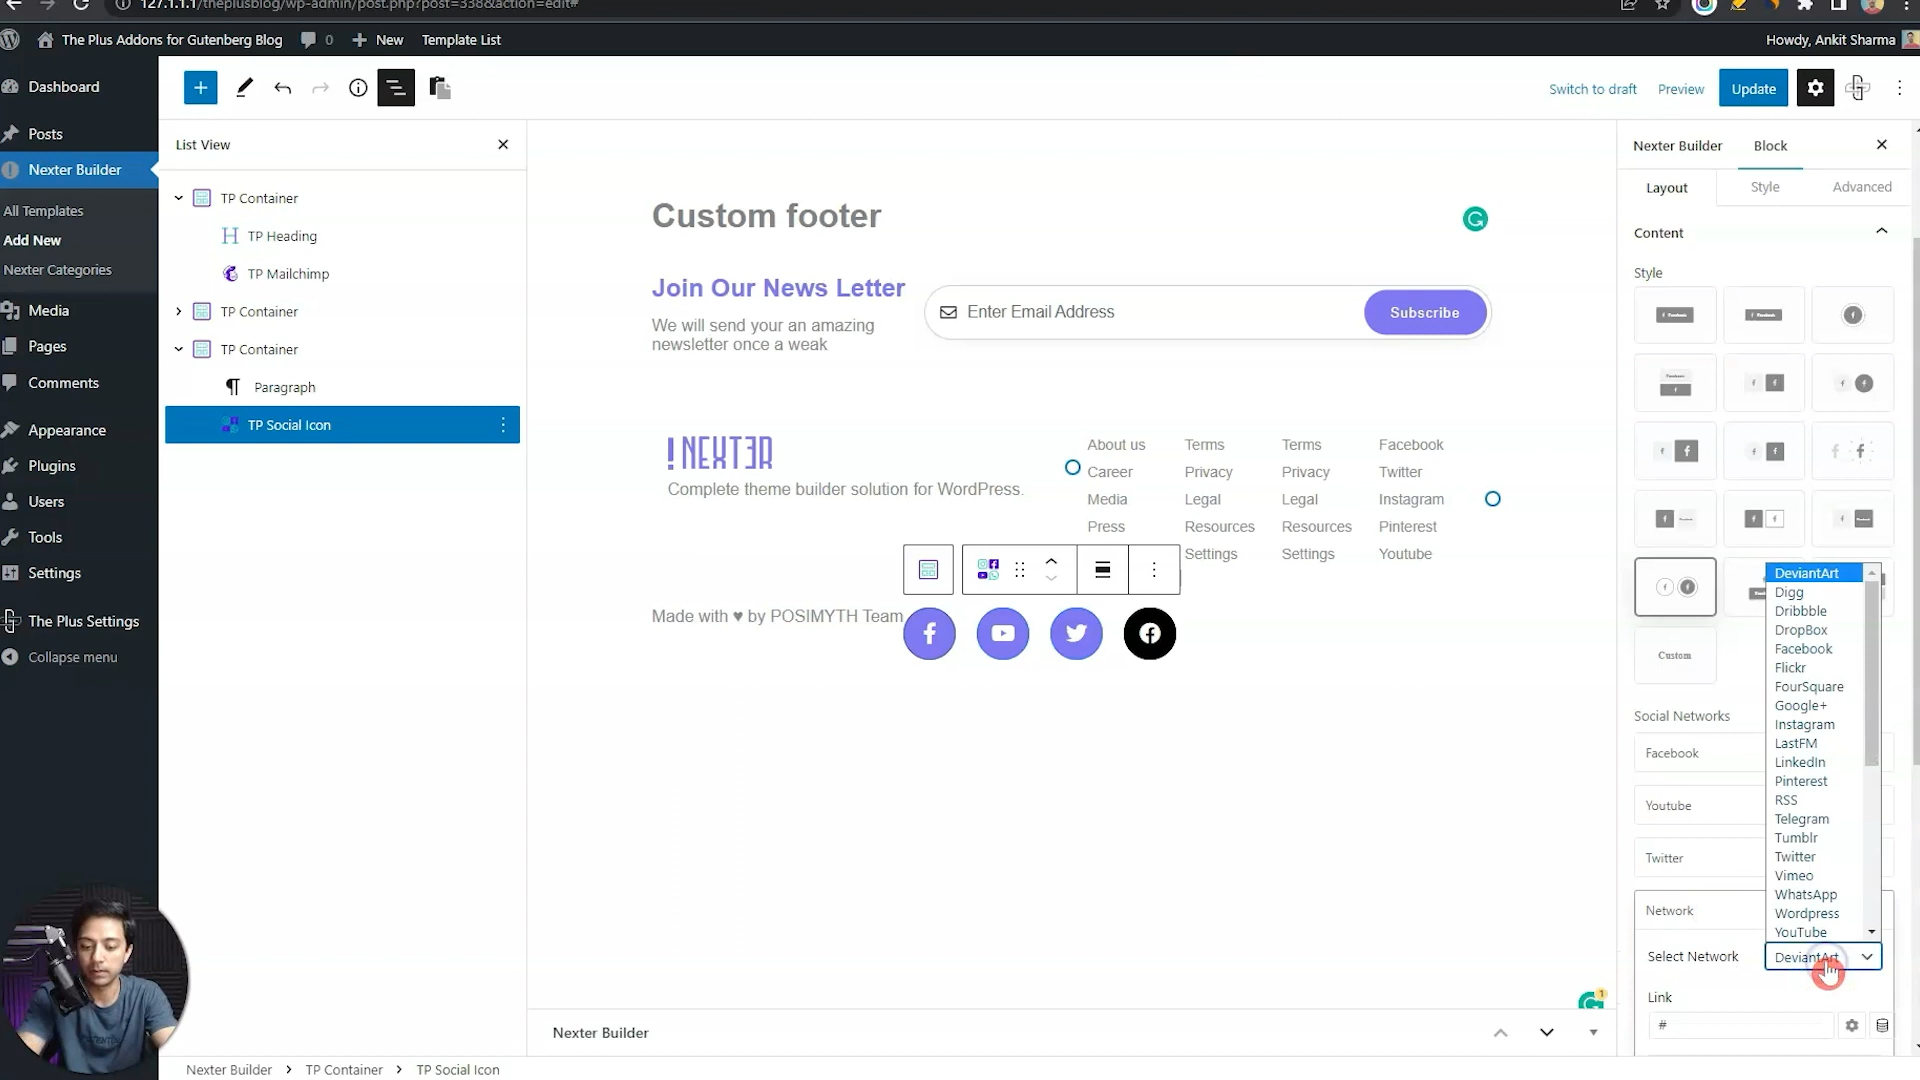 127.1.1.1/theplusblog/wp-admin/post.php?post=338&action=edit#
The Plus Addons for Gutenberg Blog
0
New
Template List
Howdy, Ankit Sharma
Dashboard
Posts
Nexter Builder
All Templates
Add New
Nexter Categories
Media
Pages
Comments
Appearance
Plugins
Users
Tools
Settings
The Plus Settings
Collapse menu
Switch to draft
Preview
Update
List View
TP Container
TP Heading
TP Mailchimp
TP Container
TP Container
Paragraph
TP Social Icon
Custom footer
Join Our News Letter
We will send your an amazing
newsletter once a weak
Enter Email Address
Subscribe
!NEXT3R
Complete theme builder solution for WordPress.
About us
Career
Media
Press
Terms
Privacy
Legal
Resources
Settings
Terms
Privacy
Legal
Resources
Settings
Facebook
Twitter
Instagram
Pinterest
Youtube
Made with ♥ by POSIMYTH Team
Nexter Builder
Block
Layout
Style
Advanced
Content
Style
Custom
Social Networks
Facebook
Youtube
Twitter
Network
DeviantArt
Digg
Dribbble
DropBox
Facebook
Flickr
FourSquare
Google+
Instagram
LastFM
LinkedIn
Pinterest
RSS
Telegram
Tumblr
Twitter
Vimeo
WhatsApp
Wordpress
YouTube
Select Network
DeviantArt
Link
#
1
Nexter Builder
Nexter Builder > TP Container > TP Social Icon